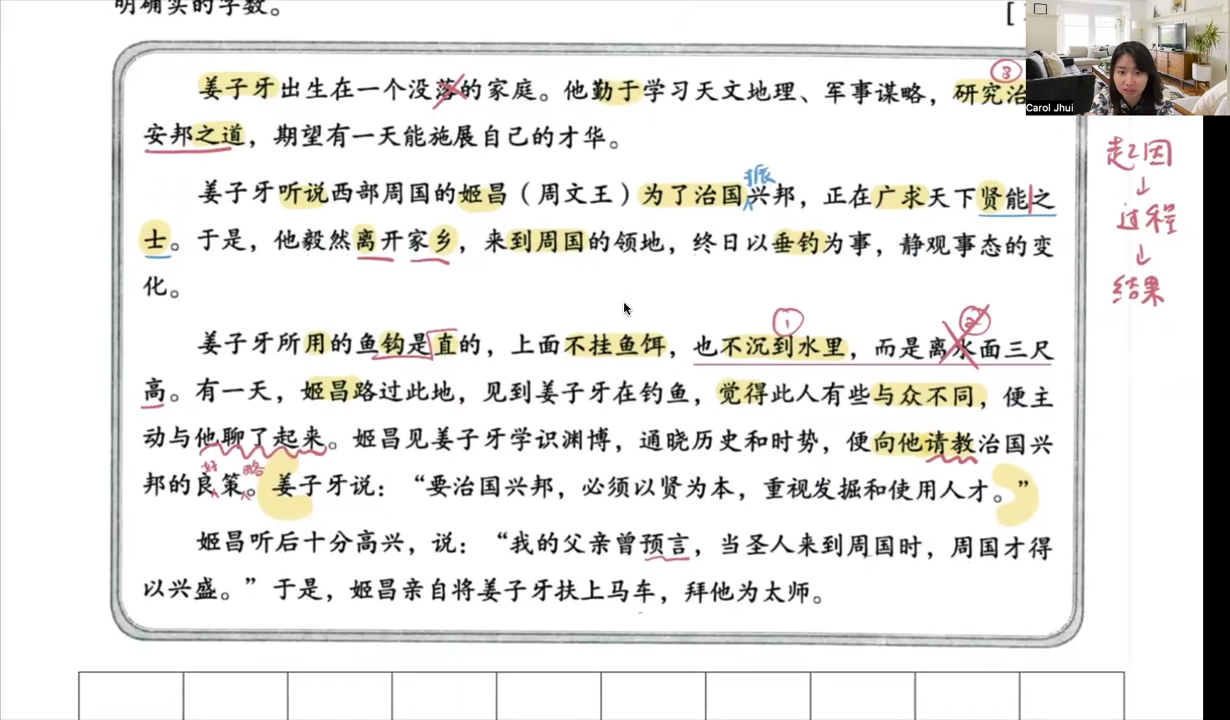 明确实的字数。
[
姜子牙出生在一个没落的家庭。他勤于学习天文地理、军事谋略，研究治
安邦之道，期望有一天能施展自己的才华。
姜子牙听说西部周国的姬昌（周文王）为了治国兴邦，正在广求天下贤能之
振
士。于是，他毅然离开家乡，来到周国的领地，终日以垂钓为事，静观事态的变
化。
姜子牙所用的鱼钩是直的，上面不挂鱼饵，也不沉到水里，而是离水面三尺
高。有一天，姬昌路过此地，见到姜子牙在钓鱼，觉得此人有些与众不同，便主
动与他聊了起来。姬昌见姜子牙学识渊博，通晓历史和时势，便向他请教治国兴
好 略
邦的良策。姜子牙说：“要治国兴邦，必须以贤为本，重视发掘和使用人才。”
姬昌听后十分高兴，说：“我的父亲曾预言，当圣人来到周国时，周国才得
以兴盛。”于是，姬昌亲自将姜子牙扶上马车，拜他为太师。
③
①
②
起因
↓
过程
↓
结果
Carol Jhui